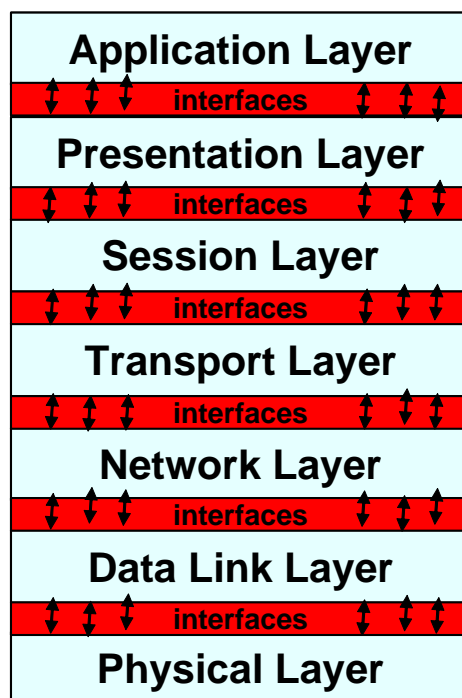 Application Layer
interfaces
Presentation Layer
interfaces
Session Layer
interfaces
Transport Layer
interfaces
Network Layer
interfaces
Data Link Layer
interfaces
Physical Layer